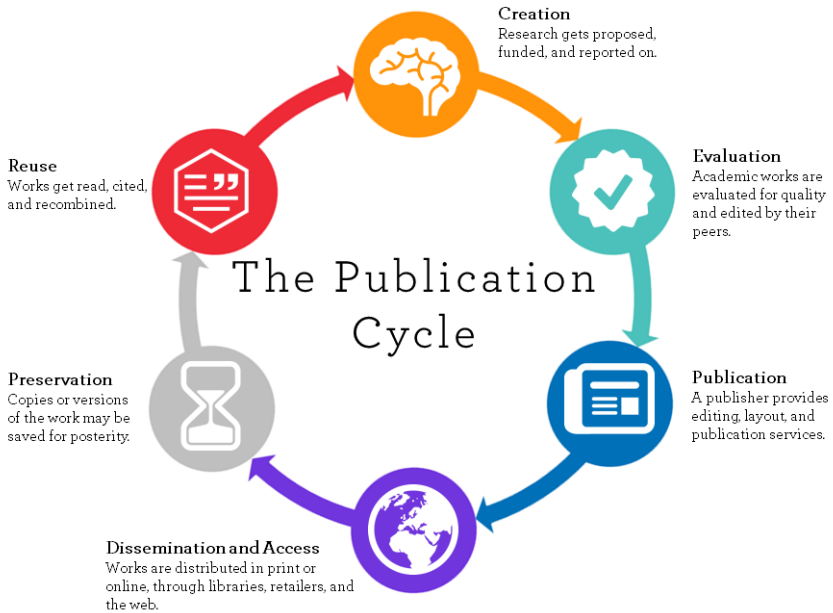 Creation
Research gets proposed,
funded, and reported on.
Evaluation
Academic works are
evaluated for quality
and edited by their
peers.
Publication
A publisher provides
editing, layout, and
publication services.
Dissemination and Access
Works are distributed in print or
online, through libraries, retailers, and
the web.
Preservation
Copies or versions
of the work may be
saved for posterity.
Reuse
Works get read, cited,
and recombined.
The Publication
Cycle